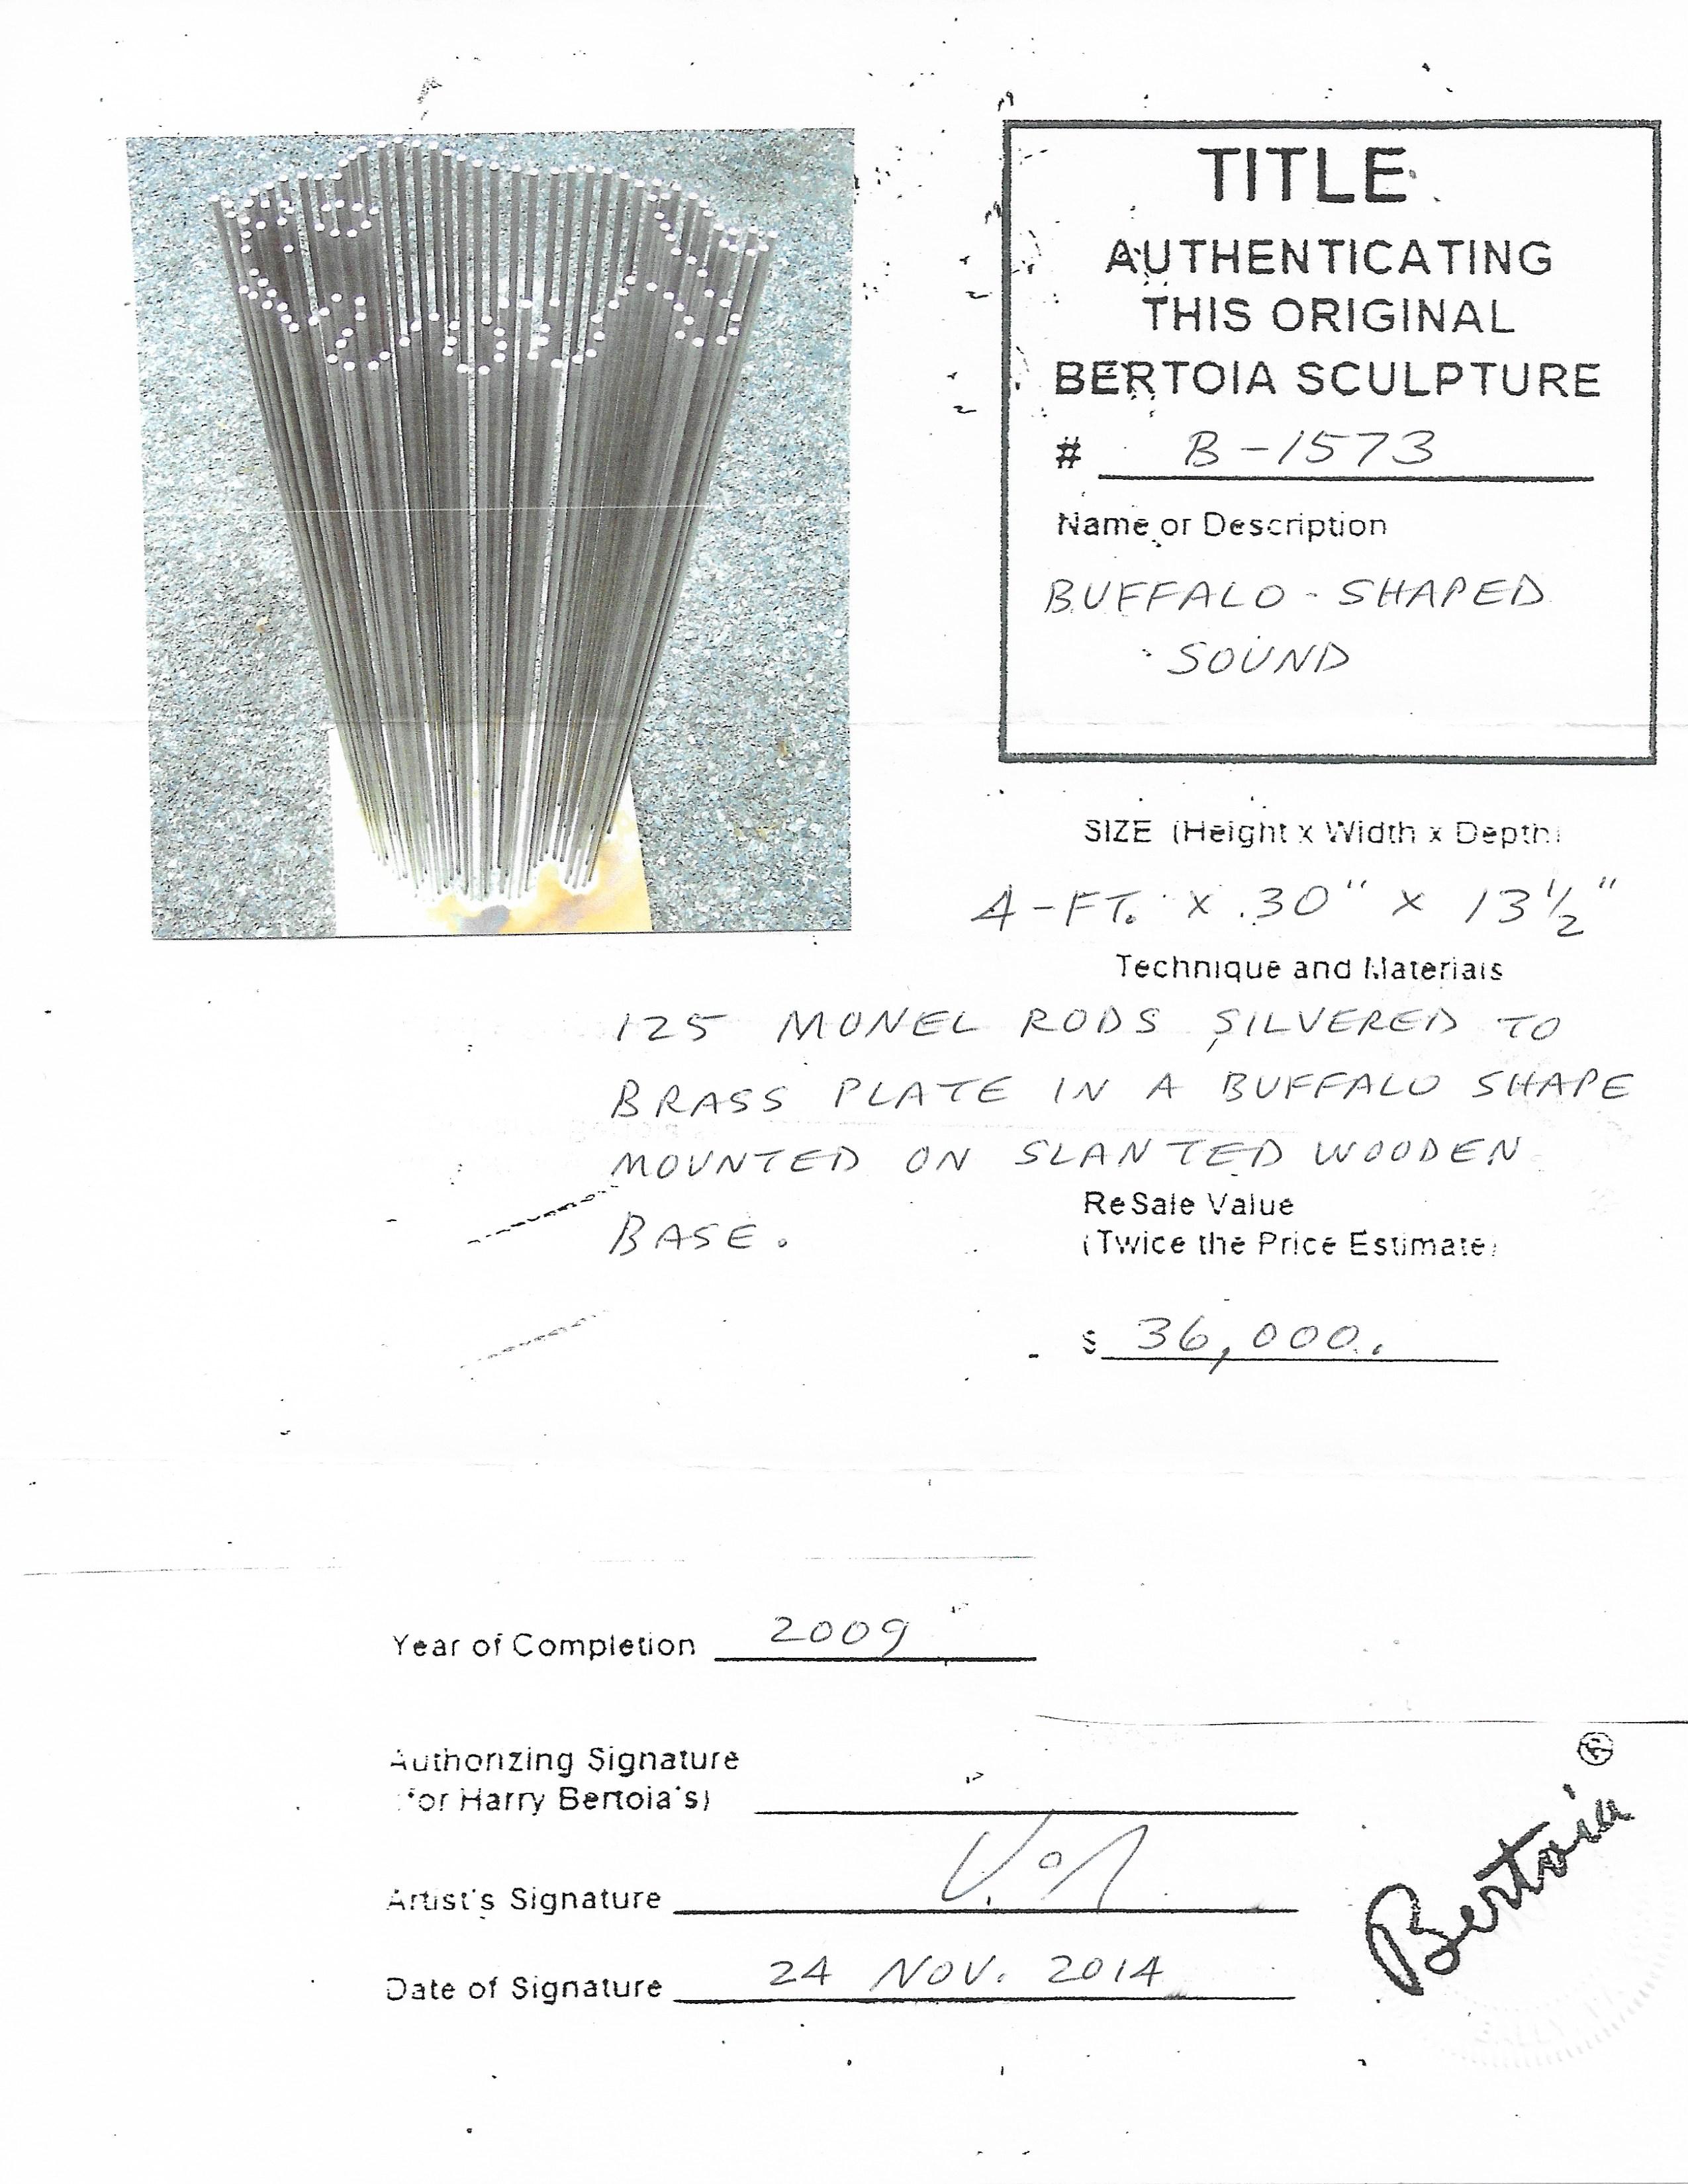 TITLE
AUTHENTICATING
THIS ORIGINAL
BERTOIA SCULPTURE
# B-1573
Name or Description
BUFFALO-SHAPED
SOUND
SIZE (Height x Width x Depth)
4-FT. x 30" x 13 1/2"
Technique and Materials
125 MONEL RODS SILVERED TO
BRASS PLATE IN A BUFFALO SHAPE
MOUNTED ON SLANTED WOODEN
BASE.
ReSale Value
(Twice the Price Estimate)
$ 36,000.
Year of Completion 2009
Authorizing Signature
(for Harry Bertoia's)
Artist's Signature
Date of Signature 24 NOV. 2014
Bertoia ®